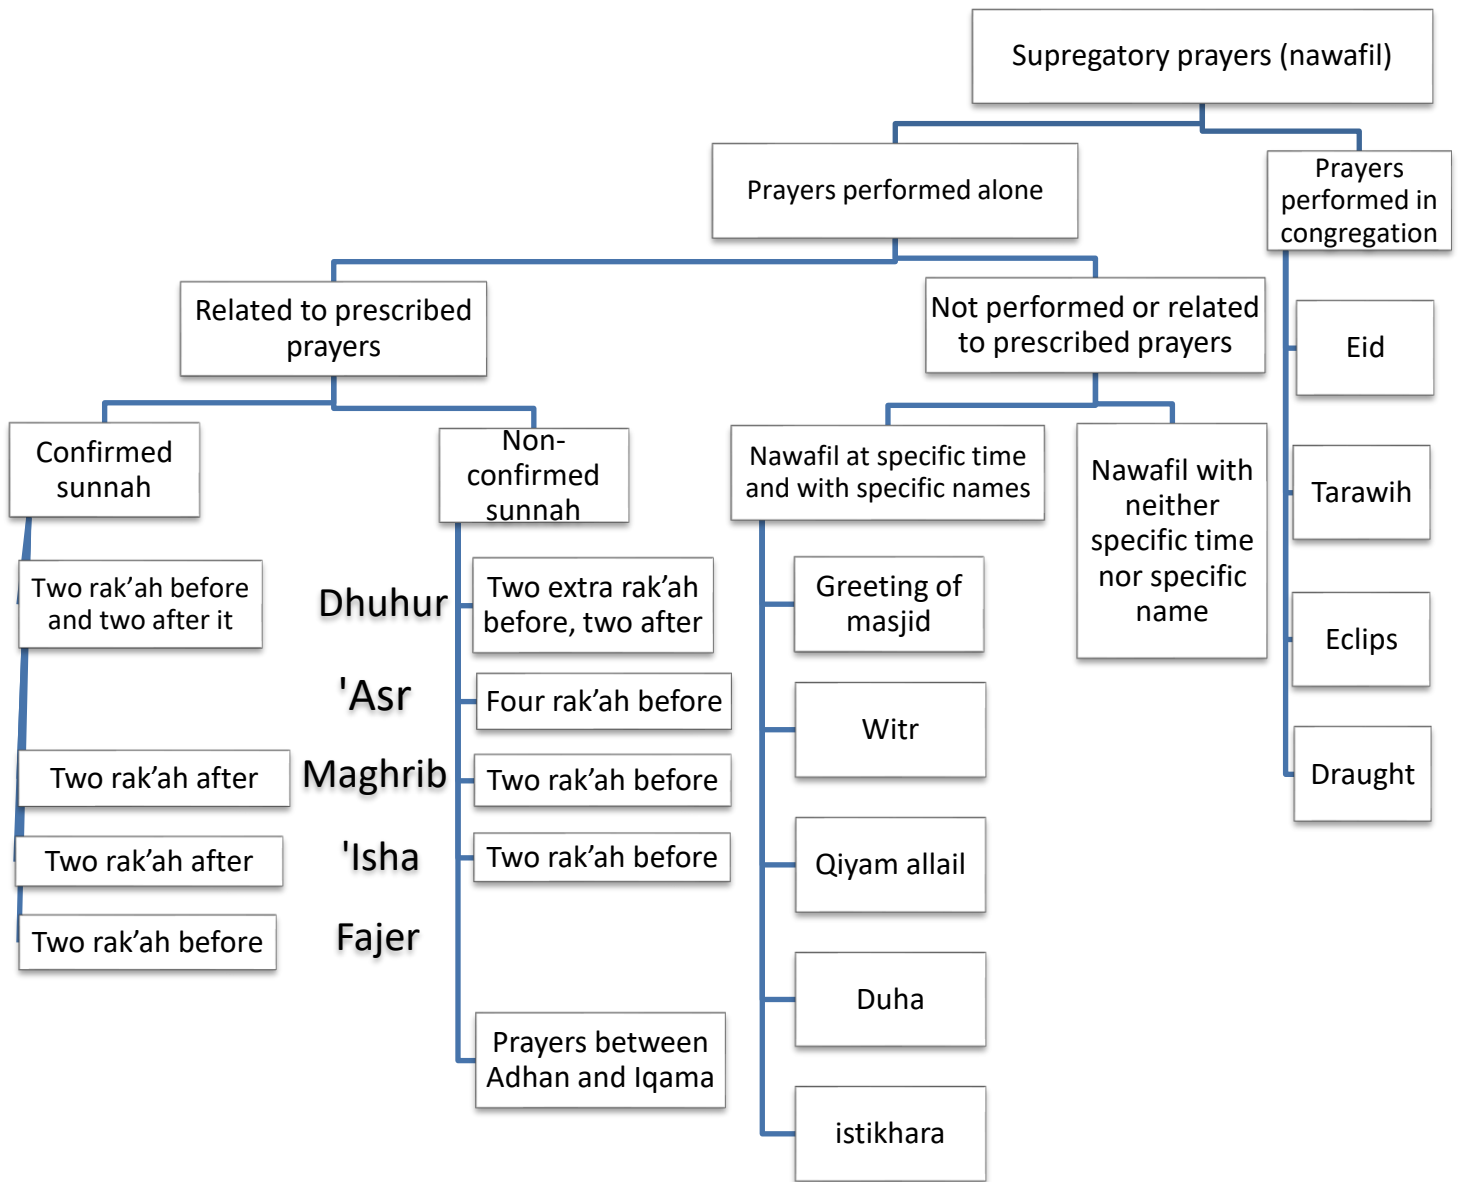 Supregatory prayers (nawafil)
Prayers performed alone
Prayers
performed in
congregation
Related to prescribed
prayers
Not performed or related
to prescribed prayers
Eid
Tarawih
Eclips
Draught
Confirmed
sunnah
Non-
confirmed
sunnah
Nawafil at specific time
and with specific names
Nawafil with
neither
specific time
nor specific
name
Two rak’ah before
and two after it
Dhuhur
Two extra rak’ah
before, two after
'Asr
Four rak’ah before
Two rak’ah after
Maghrib
Two rak’ah before
Two rak’ah after
'Isha
Two rak’ah before
Two rak’ah before
Fajer
Prayers between
Adhan and Iqama
Greeting of
masjid
Witr
Qiyam allail
Duha
istikhara